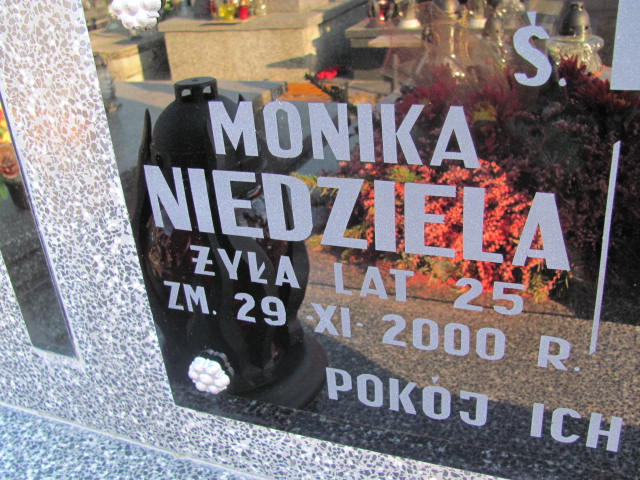 Ś.
MONIKA
NIEDZIELA
ŻYŁA LAT 25
ZM. 29-XI-2000 R.
POKÓJ ICH